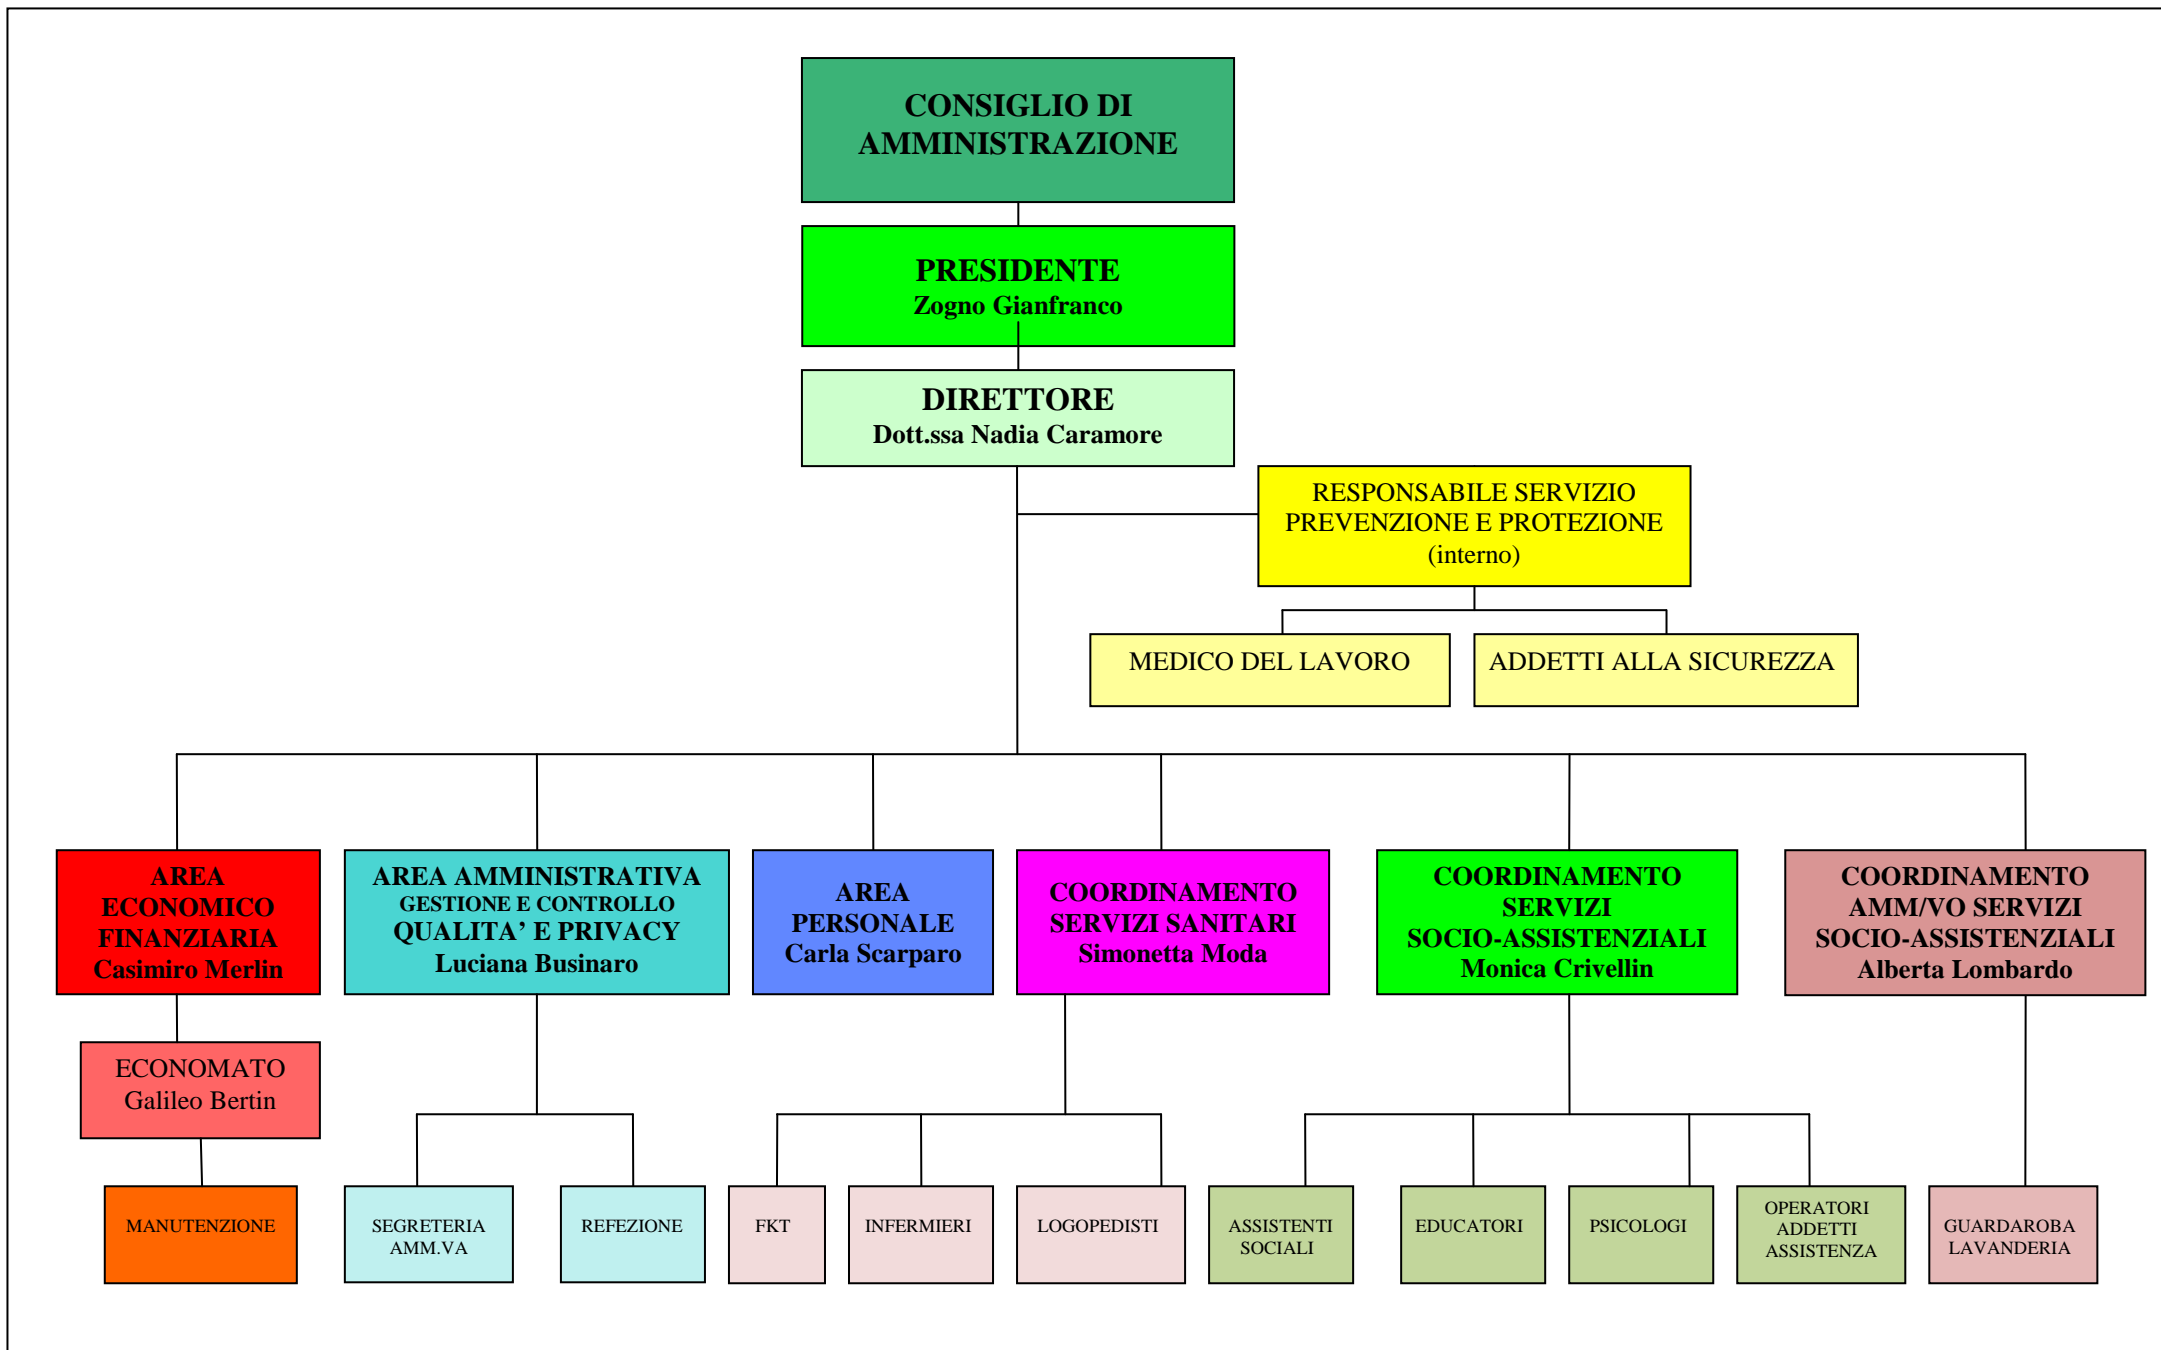 CONSIGLIO DI
AMMINISTRAZIONE
PRESIDENTE
Zogno Gianfranco
DIRETTORE
Dott.ssa Nadia Caramore
RESPONSABILE SERVIZIO
PREVENZIONE E PROTEZIONE
(interno)
MEDICO DEL LAVORO
ADDETTI ALLA SICUREZZA
AREA
ECONOMICO
FINANZIARIA
Casimiro Merlin
AREA AMMINISTRATIVA
GESTIONE E CONTROLLO
QUALITA’ E PRIVACY
Luciana Businaro
AREA
PERSONALE
Carla Scarparo
COORDINAMENTO
SERVIZI SANITARI
Simonetta Moda
COORDINAMENTO
SERVIZI
SOCIO-ASSISTENZIALI
Monica Crivellin
COORDINAMENTO
AMM/VO SERVIZI
SOCIO-ASSISTENZIALI
Alberta Lombardo
ECONOMATO
Galileo Bertin
MANUTENZIONE
SEGRETERIA
AMM.VA
REFEZIONE
FKT
INFERMIERI
LOGOPEDISTI
ASSISTENTI
SOCIALI
EDUCATORI
PSICOLOGI
OPERATORI
ADDETTI
ASSISTENZA
GUARDAROBA
LAVANDERIA